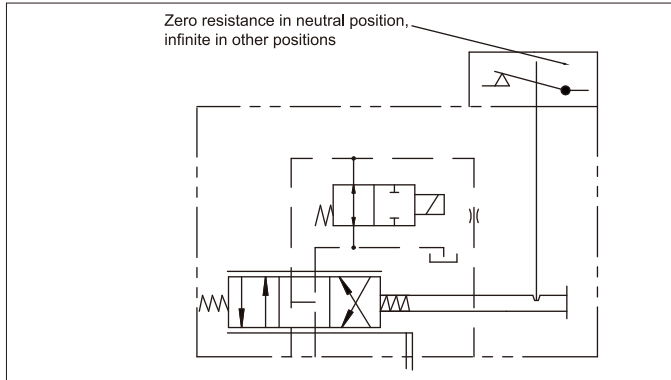 Zero resistance in neutral position,
infinite in other positions